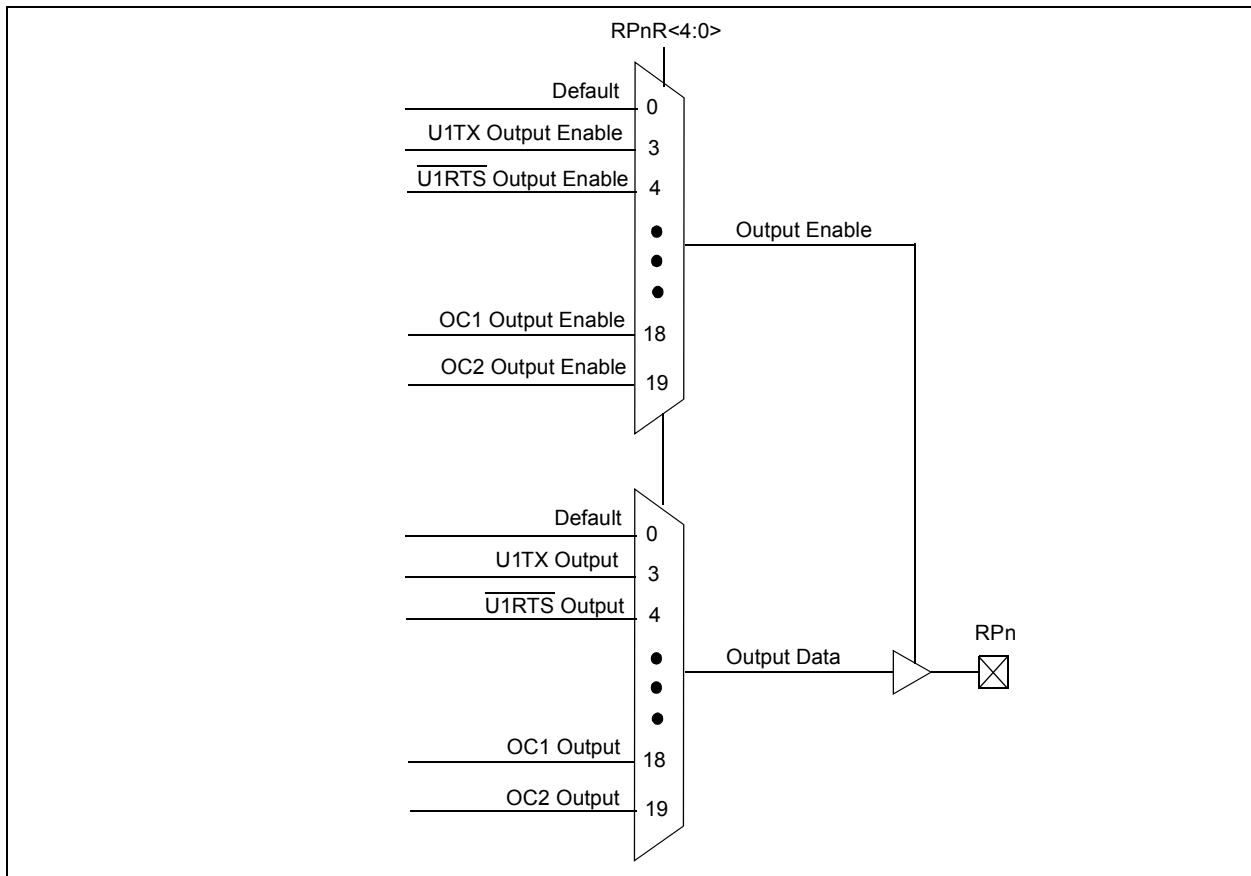 RPnR<4:0>
Default 0
U1TX Output Enable 3
U1RTS Output Enable 4
Output Enable
OC1 Output Enable 18
OC2 Output Enable 19
Default 0
U1TX Output 3
U1RTS Output 4
RPn
Output Data
OC1 Output 18
OC2 Output 19